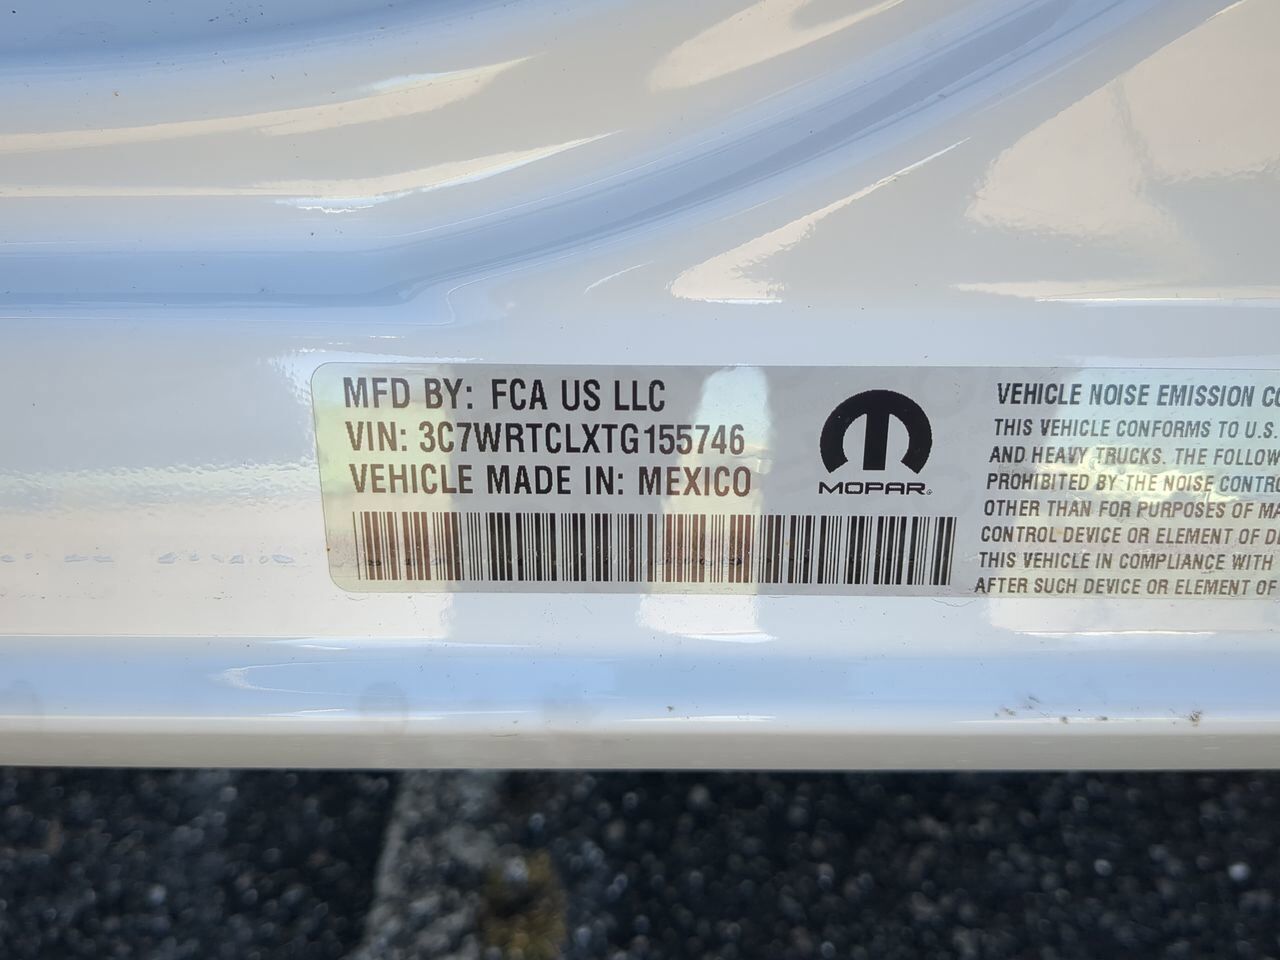 MFD BY: FCA US LLC
VIN: 3C7WRTCLXTG155746
VEHICLE MADE IN: MEXICO
MOPAR®
VEHICLE NOISE EMISSION CO
THIS VEHICLE CONFORMS TO U.S.
AND HEAVY TRUCKS. THE FOLLOW
PROHIBITED BY THE NOISE CONTRO
OTHER THAN FOR PURPOSES OF MA
CONTROL DEVICE OR ELEMENT OF DE
THIS VEHICLE IN COMPLIANCE WITH
AFTER SUCH DEVICE OR ELEMENT OF